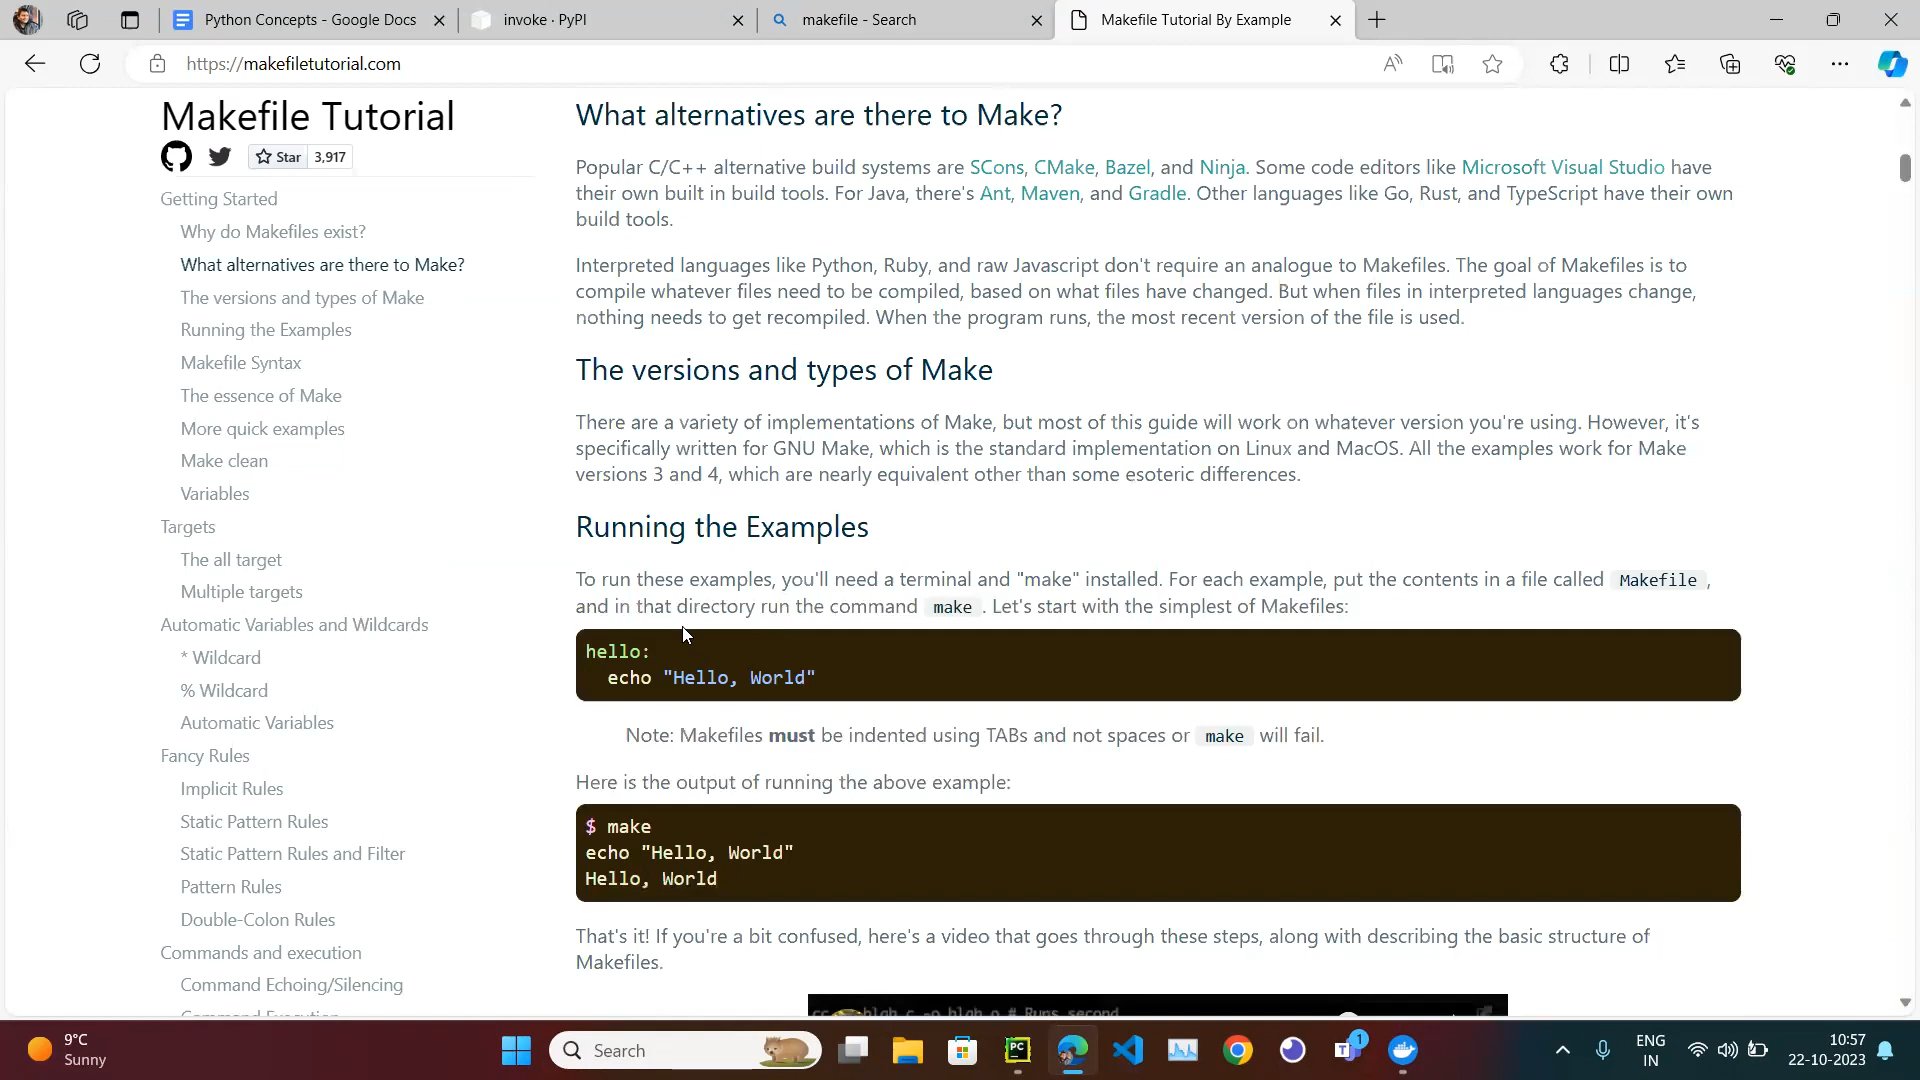 Python Concepts - Google Docs
invoke · PyPI
makefile - Search
Makefile Tutorial By Example
https://makefiletutorial.com
Makefile Tutorial
Star 3,917
Getting Started
Why do Makefiles exist?
What alternatives are there to Make?
The versions and types of Make
Running the Examples
Makefile Syntax
The essence of Make
More quick examples
Make clean
Variables
Targets
The all target
Multiple targets
Automatic Variables and Wildcards
* Wildcard
% Wildcard
Automatic Variables
Fancy Rules
Implicit Rules
Static Pattern Rules
Static Pattern Rules and Filter
Pattern Rules
Double-Colon Rules
Commands and execution
Command Echoing/Silencing
Command Execution
What alternatives are there to Make?
Popular C/C++ alternative build systems are SCons, CMake, Bazel, and Ninja. Some code editors like Microsoft Visual Studio have
their own built in build tools. For Java, there's Ant, Maven, and Gradle. Other languages like Go, Rust, and TypeScript have their own
build tools.
Interpreted languages like Python, Ruby, and raw Javascript don't require an analogue to Makefiles. The goal of Makefiles is to
compile whatever files need to be compiled, based on what files have changed. But when files in interpreted languages change,
nothing needs to get recompiled. When the program runs, the most recent version of the file is used.
The versions and types of Make
There are a variety of implementations of Make, but most of this guide will work on whatever version you're using. However, it's
specifically written for GNU Make, which is the standard implementation on Linux and MacOS. All the examples work for Make
versions 3 and 4, which are nearly equivalent other than some esoteric differences.
Running the Examples
To run these examples, you'll need a terminal and "make" installed. For each example, put the contents in a file called Makefile ,
and in that directory run the command make . Let's start with the simplest of Makefiles:
hello:
echo "Hello, World"
Note: Makefiles must be indented using TABs and not spaces or make will fail.
Here is the output of running the above example:
$ make
echo "Hello, World"
Hello, World
That's it! If you're a bit confused, here's a video that goes through these steps, along with describing the basic structure of
Makefiles.
cc blah.c -o blah.o # Runs second
9°C
Sunny
Search
PC
1
ENG
IN
10:57
22-10-2023